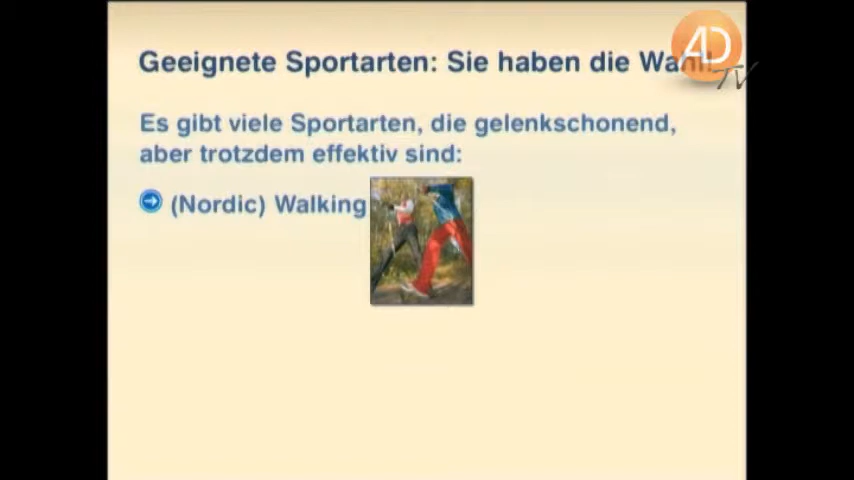 Geeignete Sportarten: Sie haben die Wahl!
AD
TV
Es gibt viele Sportarten, die gelenkschonend,
aber trotzdem effektiv sind:
(Nordic) Walking